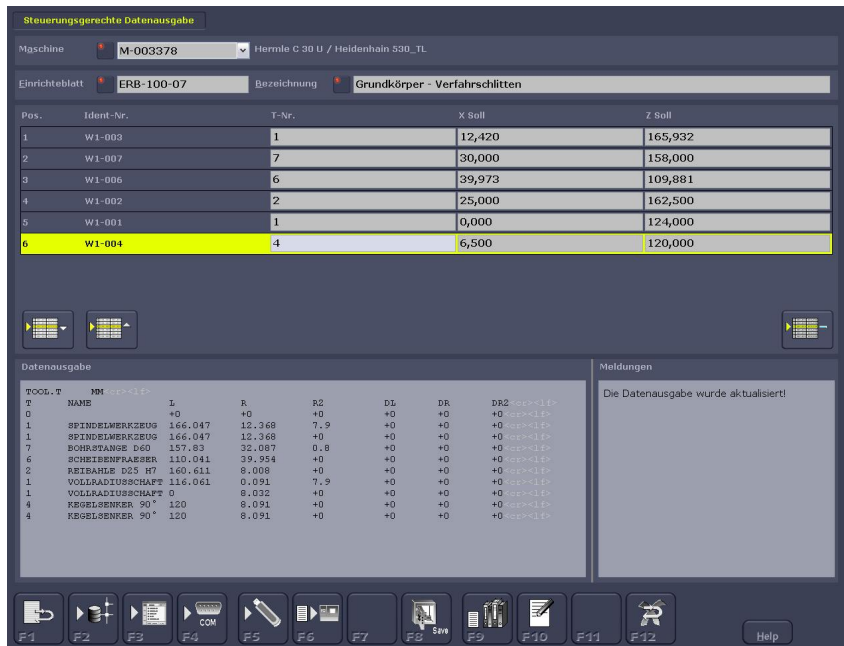 Steuerungsgerechte Datenausgabe
Maschine M-003378 Hermle C 30 U / Heidenhain 530_TL
Einrichteblatt ERB-100-07 Bezeichnung Grundkörper - Verfahrschlitten
Pos. Ident-Nr. T-Nr. X Soll Z Soll
1 W1-003 1 12,420 165,932
2 W1-007 7 30,000 158,000
3 W1-006 6 39,973 109,881
4 W1-002 2 25,000 162,500
5 W1-001 1 0,000 124,000
6 W1-004 4 6,500 120,000
Datenausgabe
TOOL.T MM<cr><lf>
T NAME L R R2 DL DR DR2<cr><lf>
0 +0 +0 +0 +0 +0 +0<cr><lf>
1 SPINDELWERKZEUG 166.047 12.368 7.9 +0 +0 +0<cr><lf>
1 SPINDELWERKZEUG 166.047 12.368 7.9 +0 +0 +0<cr><lf>
7 BOHRSTANGE D60 157.83 32.087 0.8 +0 +0 +0<cr><lf>
6 SCHEIBENFRAESER 110.041 39.954 +0 +0 +0 +0<cr><lf>
2 REIBAHLE D25 H7 160.611 8.008 +0 +0 +0 +0<cr><lf>
1 VOLLRADIUSSCHAFT 116.061 0.091 7.9 +0 +0 +0<cr><lf>
1 VOLLRADIUSSCHAFT 0 8.032 +0 +0 +0 +0<cr><lf>
4 KEGELSENKER 90° 120 8.091 +0 +0 +0 +0<cr><lf>
4 KEGELSENKER 90° 120 8.091 +0 +0 +0 +0<cr><lf>
Meldungen
Die Datenausgabe wurde aktualisiert!
COM
Save
F1 F2 F3 F4 F5 F6 F7 F8 F9 F10 F11 F12 Help